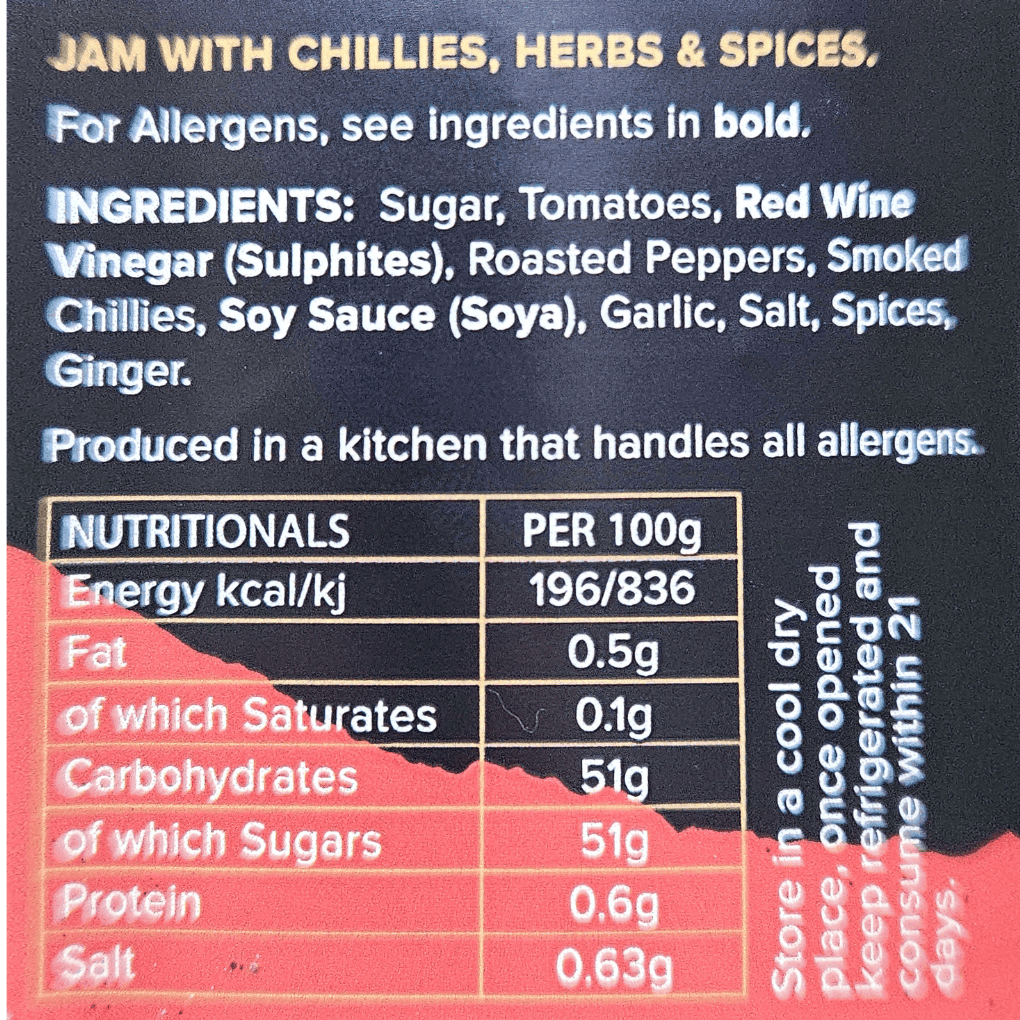 JAM WITH CHILLIES, HERBS & SPICES.
For Allergens, see ingredients in bold.
INGREDIENTS: Sugar, Tomatoes, Red Wine
Vinegar (Sulphites), Roasted Peppers, Smoked
Chillies, Soy Sauce (Soya), Garlic, Salt, Spices,
Ginger.
Produced in a kitchen that handles all allergens.
NUTRITIONALS PER 100g
Energy kcal/kj 196/836
Fat 0.5g
of which Saturates 0.1g
Carbohydrates 51g
of which Sugars 51g
Protein 0.6g
Salt 0.63g
Store in a cool dry
place, once opened
keep refrigerated and
consume within 21
days.